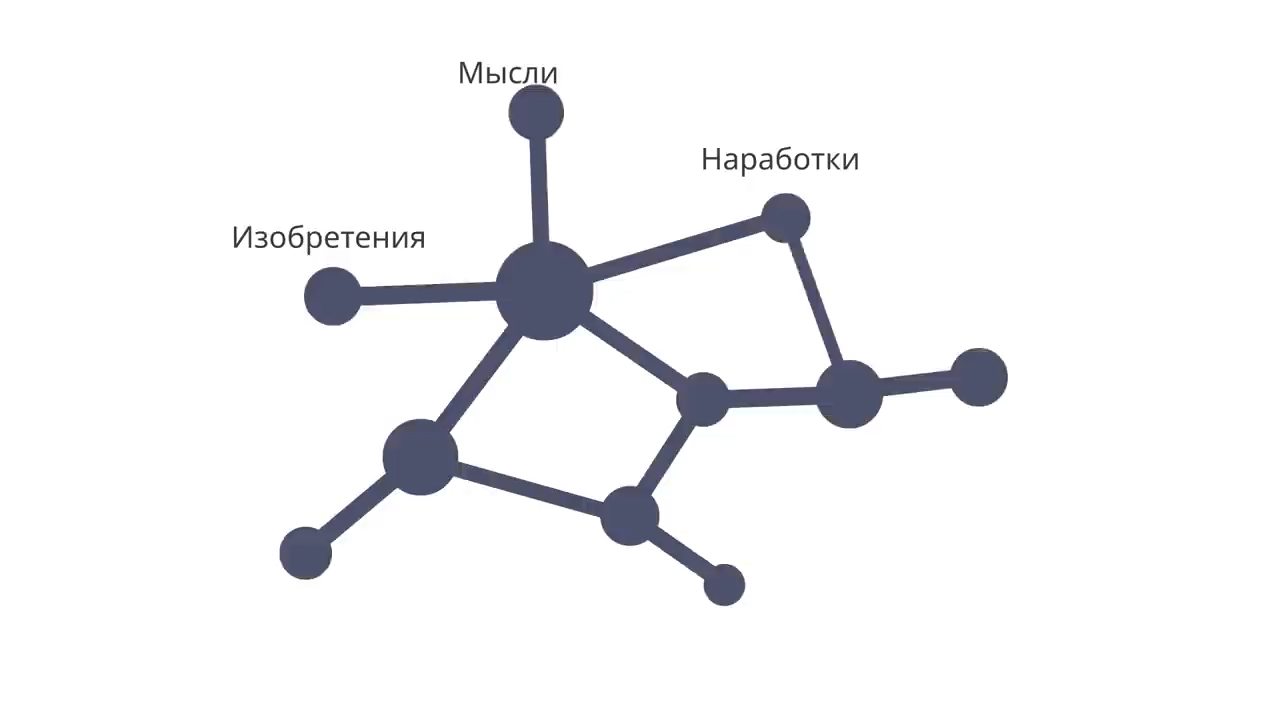 Мысли
Наработки
Изобретения